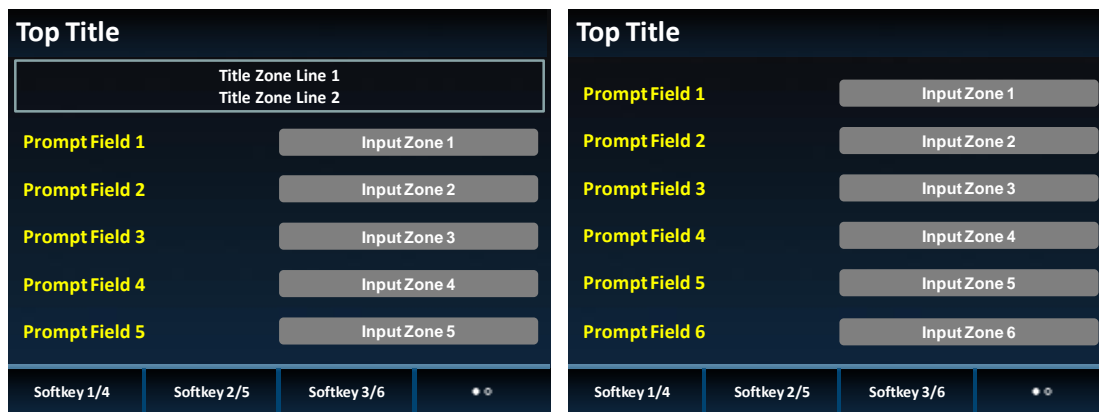 Top Title
Title Zone Line 1
Title Zone Line 2
Prompt Field 1 Input Zone 1
Prompt Field 2 Input Zone 2
Prompt Field 3 Input Zone 3
Prompt Field 4 Input Zone 4
Prompt Field 5 Input Zone 5
Softkey 1/4 Softkey 2/5 Softkey 3/6
Top Title
Prompt Field 1 Input Zone 1
Prompt Field 2 Input Zone 2
Prompt Field 3 Input Zone 3
Prompt Field 4 Input Zone 4
Prompt Field 5 Input Zone 5
Prompt Field 6 Input Zone 6
Softkey 1/4 Softkey 2/5 Softkey 3/6